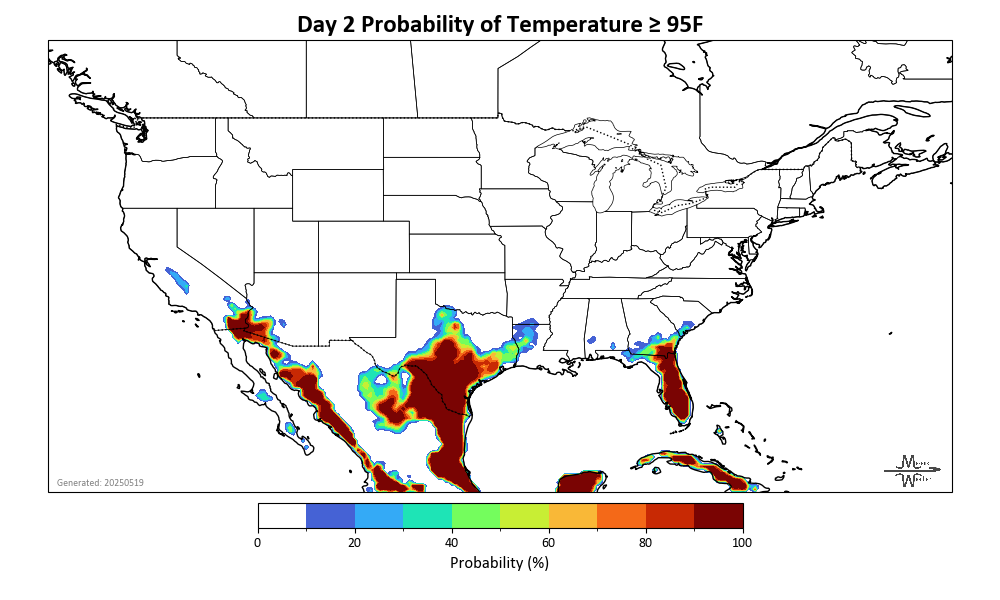 Day 2 Probability of Temperature ≥ 95F
Generated: 20250519
0 20 40 60 80 100
Probability (%)